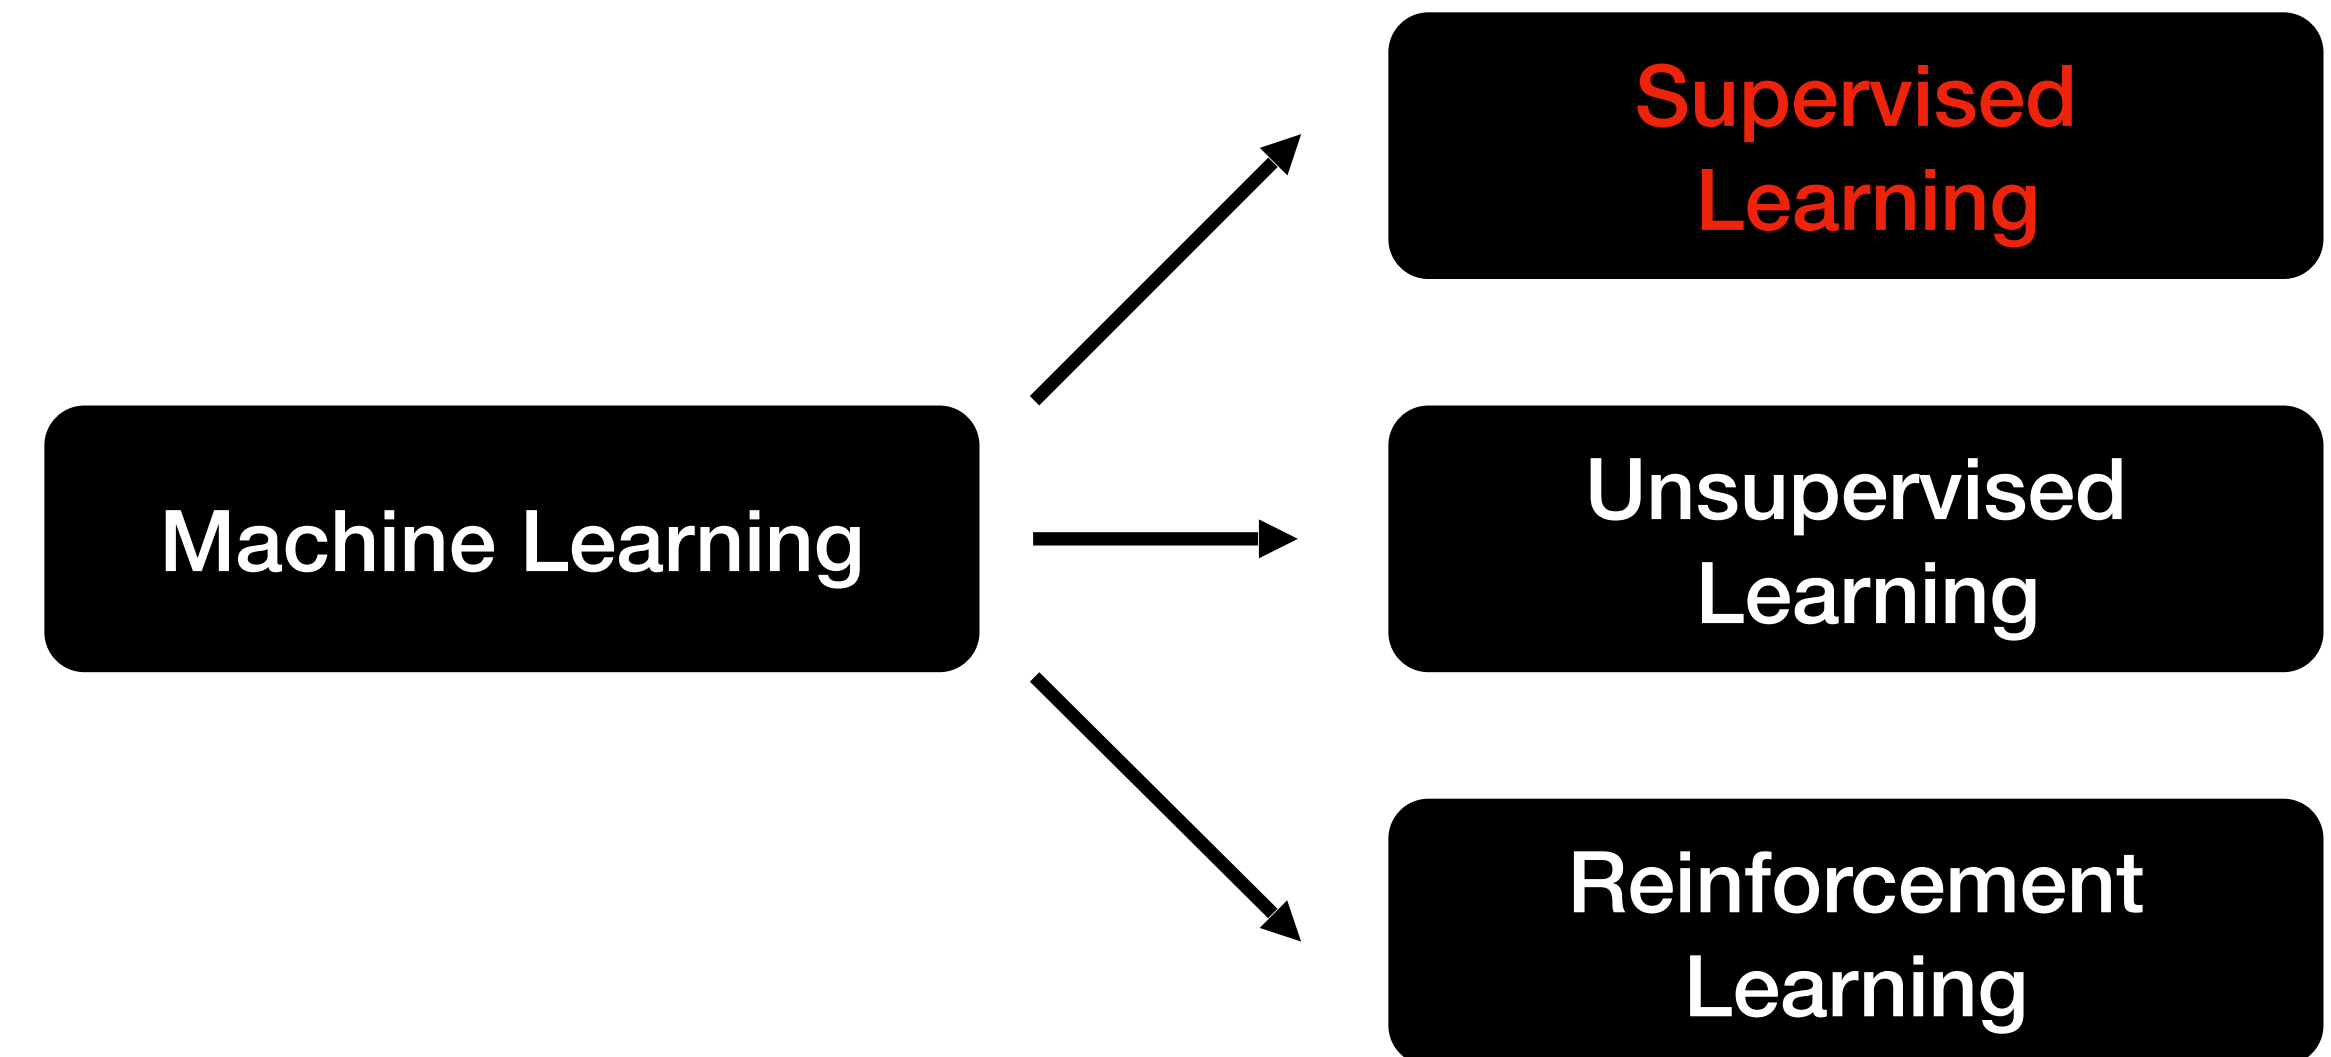 Machine Learning
Supervised
Learning
Unsupervised
Learning
Reinforcement
Learning